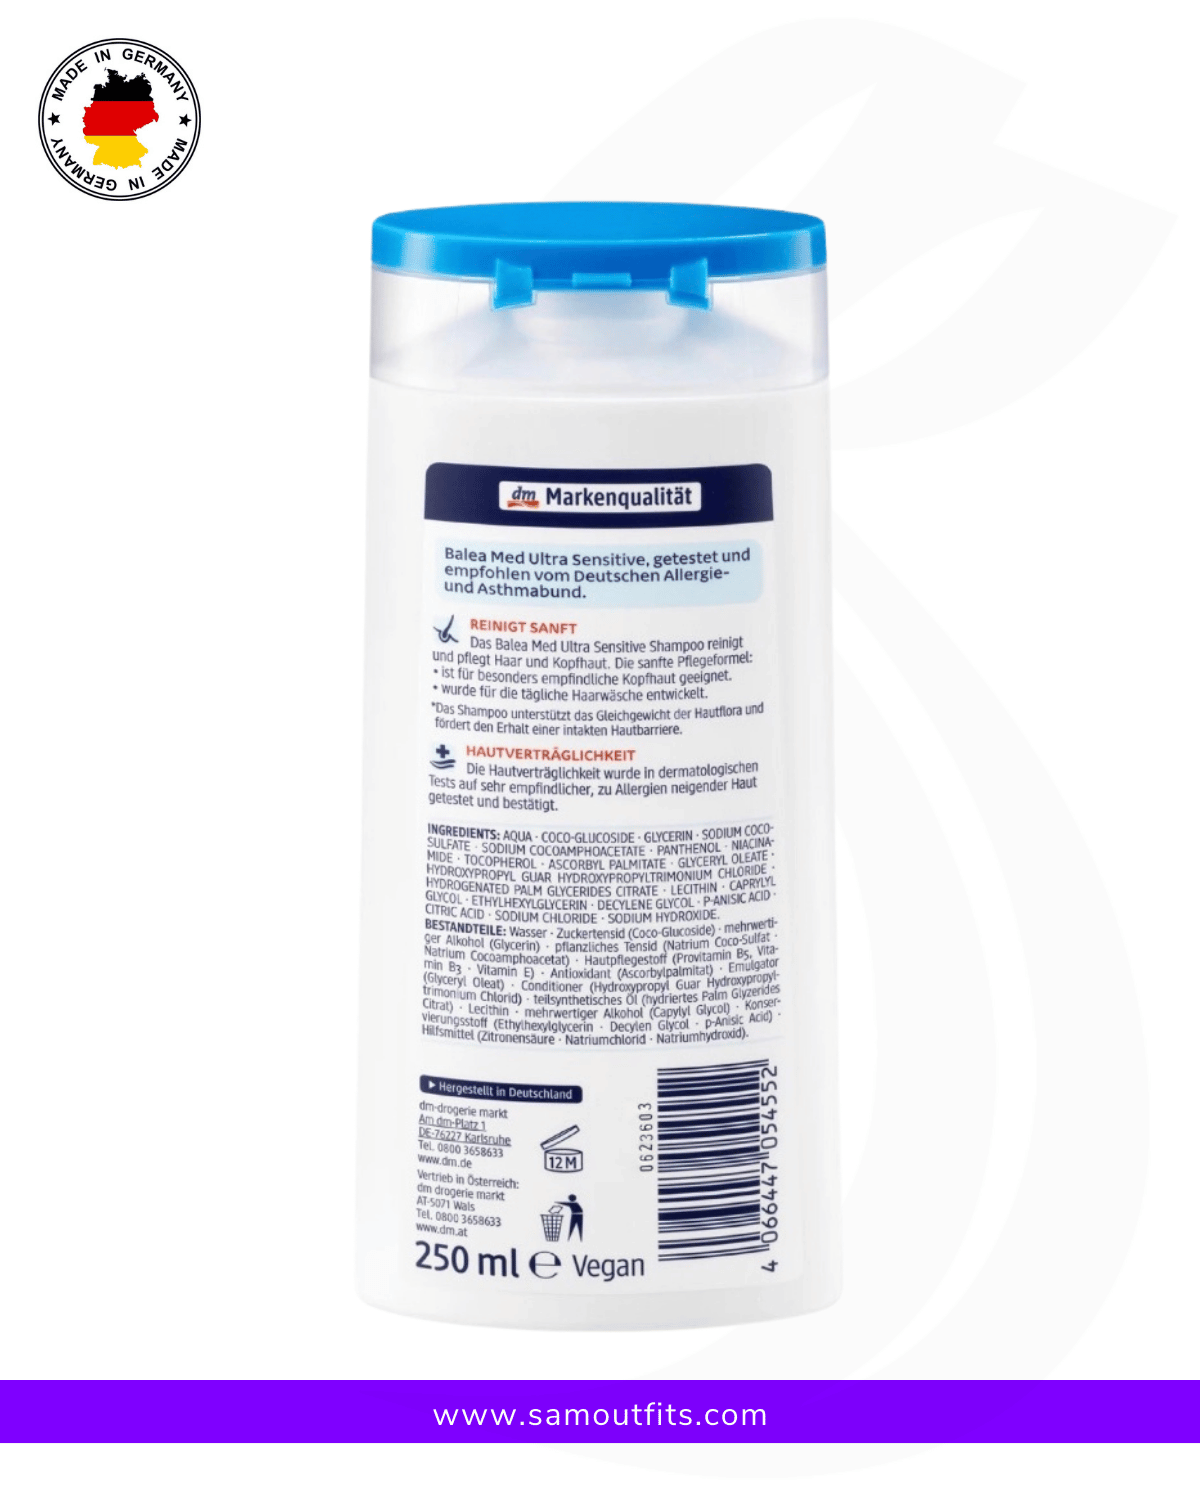 MADE IN GERMANY
MADE IN GERMANY
dm Markenqualität
Balea Med Ultra Sensitive, getestet und
empfohlen vom Deutschen Allergie-
und Asthmabund.
REINIGT SANFT
Das Balea Med Ultra Sensitive Shampoo reinigt
und pflegt Haar und Kopfhaut. Die sanfte Pflegeformel:
• ist für besonders empfindliche Kopfhaut geeignet.
• wurde für die tägliche Haarwäsche entwickelt.
*Das Shampoo unterstützt das Gleichgewicht der Hautflora und
fördert den Erhalt einer intakten Hautbarriere.
HAUTVERTRÄGLICHKEIT
Die Hautverträglichkeit wurde in dermatologischen
Tests auf sehr empfindlicher, zu Allergien neigender Haut
getestet und bestätigt.
INGREDIENTS: AQUA · COCO-GLUCOSIDE · GLYCERIN · SODIUM COCO-
SULFATE · SODIUM COCOAMPHOACETATE · PANTHENOL · NIACINA-
MIDE · TOCOPHEROL · ASCORBYL PALMITATE · GLYCERYL OLEATE ·
HYDROXYPROPYL GUAR HYDROXYPROPYLTRIMONIUM CHLORIDE ·
HYDROGENATED PALM GLYCERIDES CITRATE · LECITHIN · CAPRYLYL
GLYCOL · ETHYLHEXYLGLYCERIN · DECYLENE GLYCOL · P-ANISIC ACID ·
CITRIC ACID · SODIUM CHLORIDE · SODIUM HYDROXIDE.
BESTANDTEILE: Wasser · Zuckertensid (Coco-Glucoside) · mehrwerti-
ger Alkohol (Glycerin) · pflanzliches Tensid (Natrium Coco-Sulfat ·
Natrium Cocoamphoacetat) · Hautpflegestoff (Provitamin B5, Vita-
min B3 · Vitamin E) · Antioxidant (Ascorbylpalmitat) · Emulgator
(Glyceryl Oleat) · Conditioner (Hydroxypropyl Guar Hydroxypropyl-
trimonium Chlorid) · teilsynthetisches Öl (hydriertes Palm Glyzerides
Citrat) · Lecithin · mehrwertiger Alkohol (Capylyl Glycol) · Konser-
vierungsstoff (Ethylhexylglycerin · Decylen Glycol · p-Anisic Acid) ·
Hilfsmittel (Zitronensäure · Natriumchlorid · Natriumhydroxid).
Hergestellt in Deutschland
dm-drogerie markt
Am dm-Platz 1
DE-76227 Karlsruhe
Tel. 0800 3658633
www.dm.de
Vertrieb in Österreich:
dm drogerie markt
AT-5071 Wals
Tel. 0800 3658633
www.dm.at
12 M
0623603
4 066447 054552
250 ml e Vegan
www.samoutfits.com